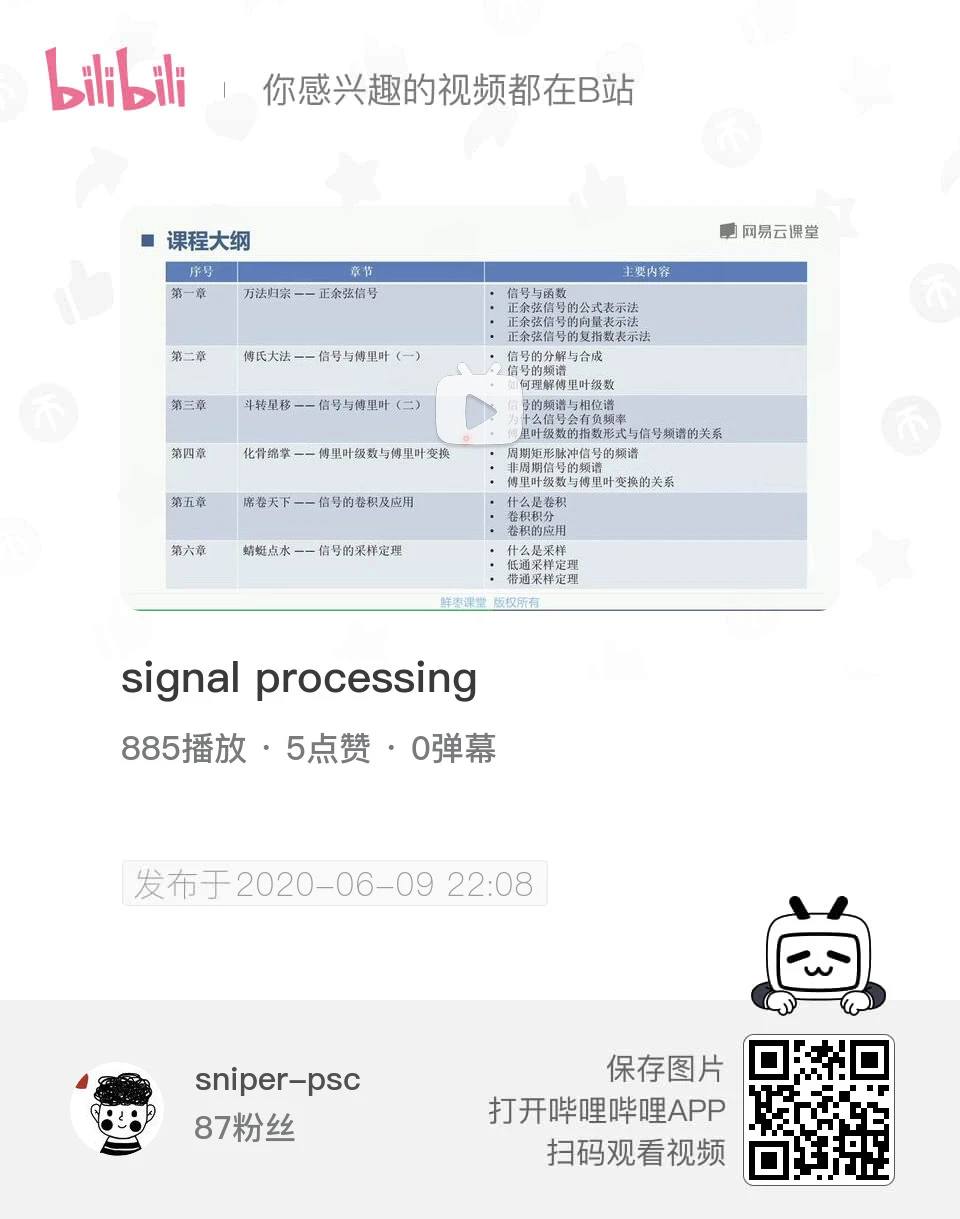 bilibili
你感兴趣的视频都在B站
课程大纲
网易云课堂
序号 章节 主要内容
第一章 万法归宗 —— 正余弦信号
• 信号与函数
• 正余弦信号的公式表示法
• 正余弦信号的向量表示法
• 正余弦信号的复指数表示法
第二章 傅氏大法 —— 信号与傅里叶（一）
• 信号的分解与合成
• 信号的频谱
• 如何理解傅里叶级数
第三章 斗转星移 —— 信号与傅里叶（二）
• 信号的频谱与相位谱
• 为什么信号会有负频率
• 傅里叶级数的指数形式与信号频谱的关系
第四章 化骨绵掌 —— 傅里叶级数与傅里叶变换
• 周期矩形脉冲信号的频谱
• 非周期信号的频谱
• 傅里叶级数与傅里叶变换的关系
第五章 席卷天下 —— 信号的卷积及应用
• 什么是卷积
• 卷积积分
• 卷积的应用
第六章 蜻蜓点水 —— 信号的采样定理
• 什么是采样
• 低通采样定理
• 带通采样定理
鲜枣课堂 版权所有
signal processing
885播放 · 5点赞 · 0弹幕
发布于2020-06-09 22:08
sniper-psc
87粉丝
保存图片
打开哔哩哔哩APP
扫码观看视频